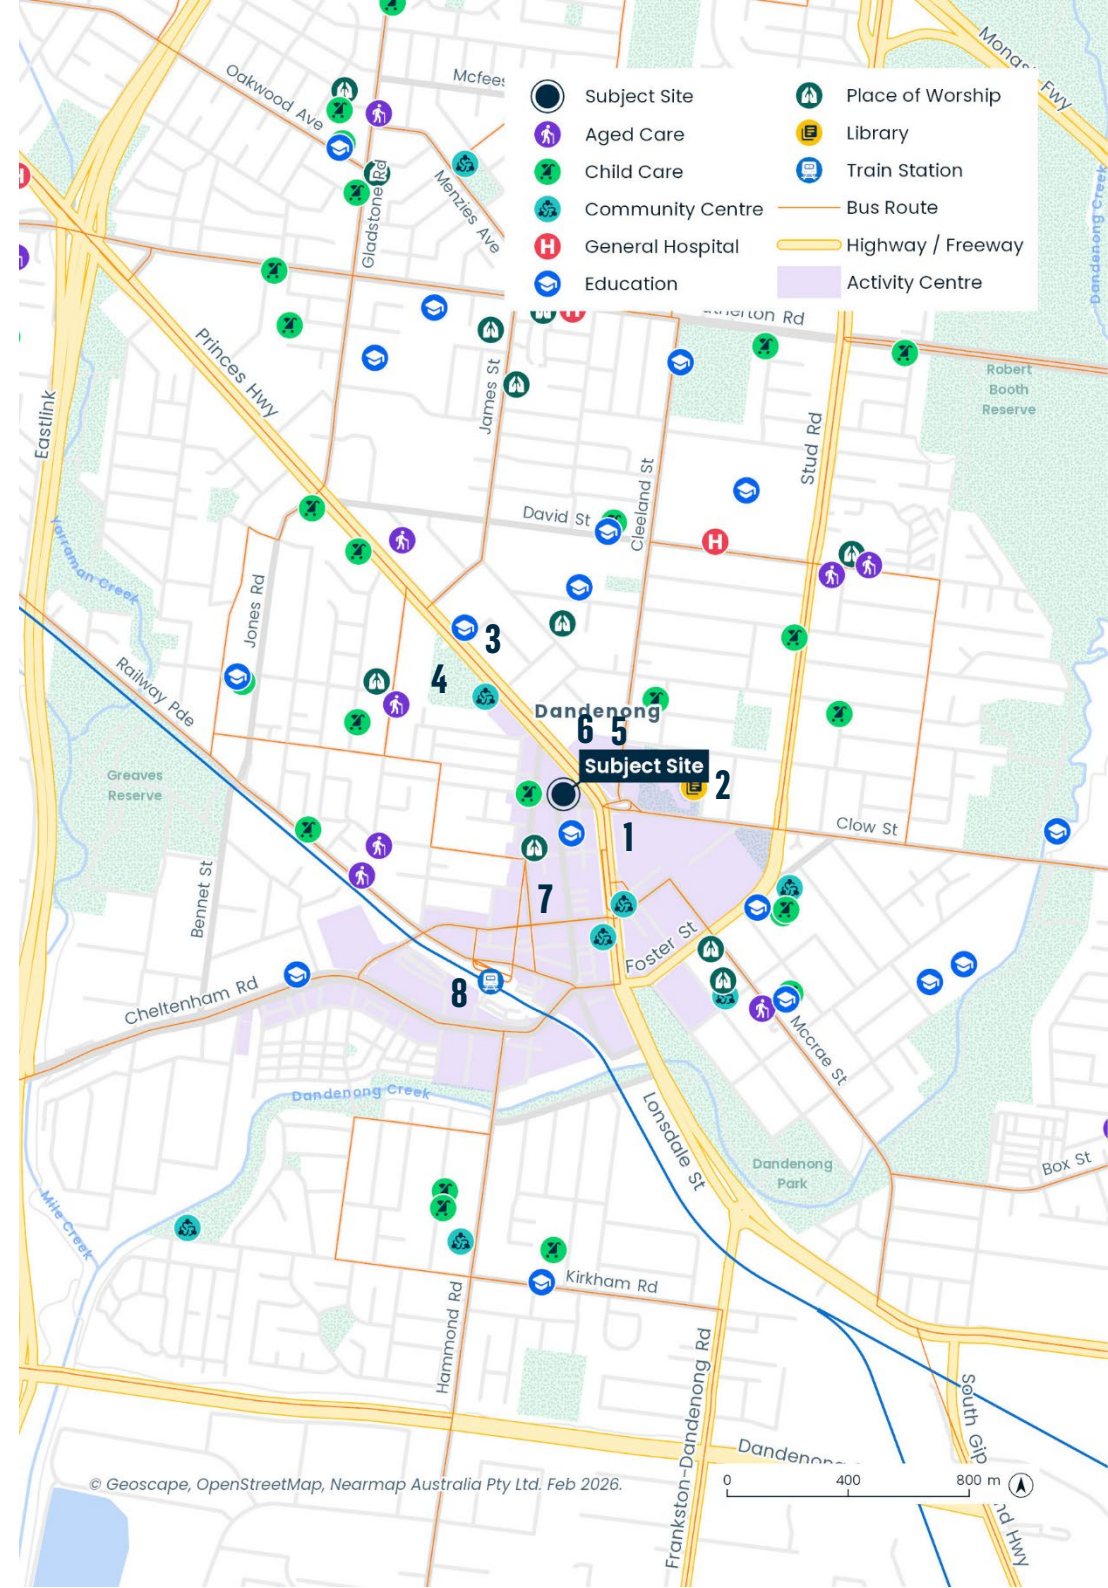 Monash
Fwy
Oakwood Ave
Mcfees
Subject Site
Aged Care
Child Care
Community Centre
General Hospital
Education
Place of Worship
Library
Train Station
Bus Route
Highway / Freeway
Activity Centre
H
H
H
H
Gladstone Rd
Menzies Ave
Dandenong Creek
Princes Hwy
James St
Robert
Booth
Reserve
Eastlink
Stud Rd
Cleeland St
David St
Yarraman Creek
Jones Rd
3
4
Railway Pde
Dandenong
6
5
Subject Site
2
Greaves
Reserve
1
Clow St
Bennet St
7
Foster St
8
Cheltenham Rd
Mccrae St
Dandenong Creek
Lonsdale St
Box St
Dandenong
Park
Mile Creek
Kirkham Rd
Hammond Rd
Frankston-Dandenong Rd
South Gip
nd Hwy
Dandenong
© Geoscape, OpenStreetMap, Nearmap Australia Pty Ltd. Feb 2026.
0 400 800 m